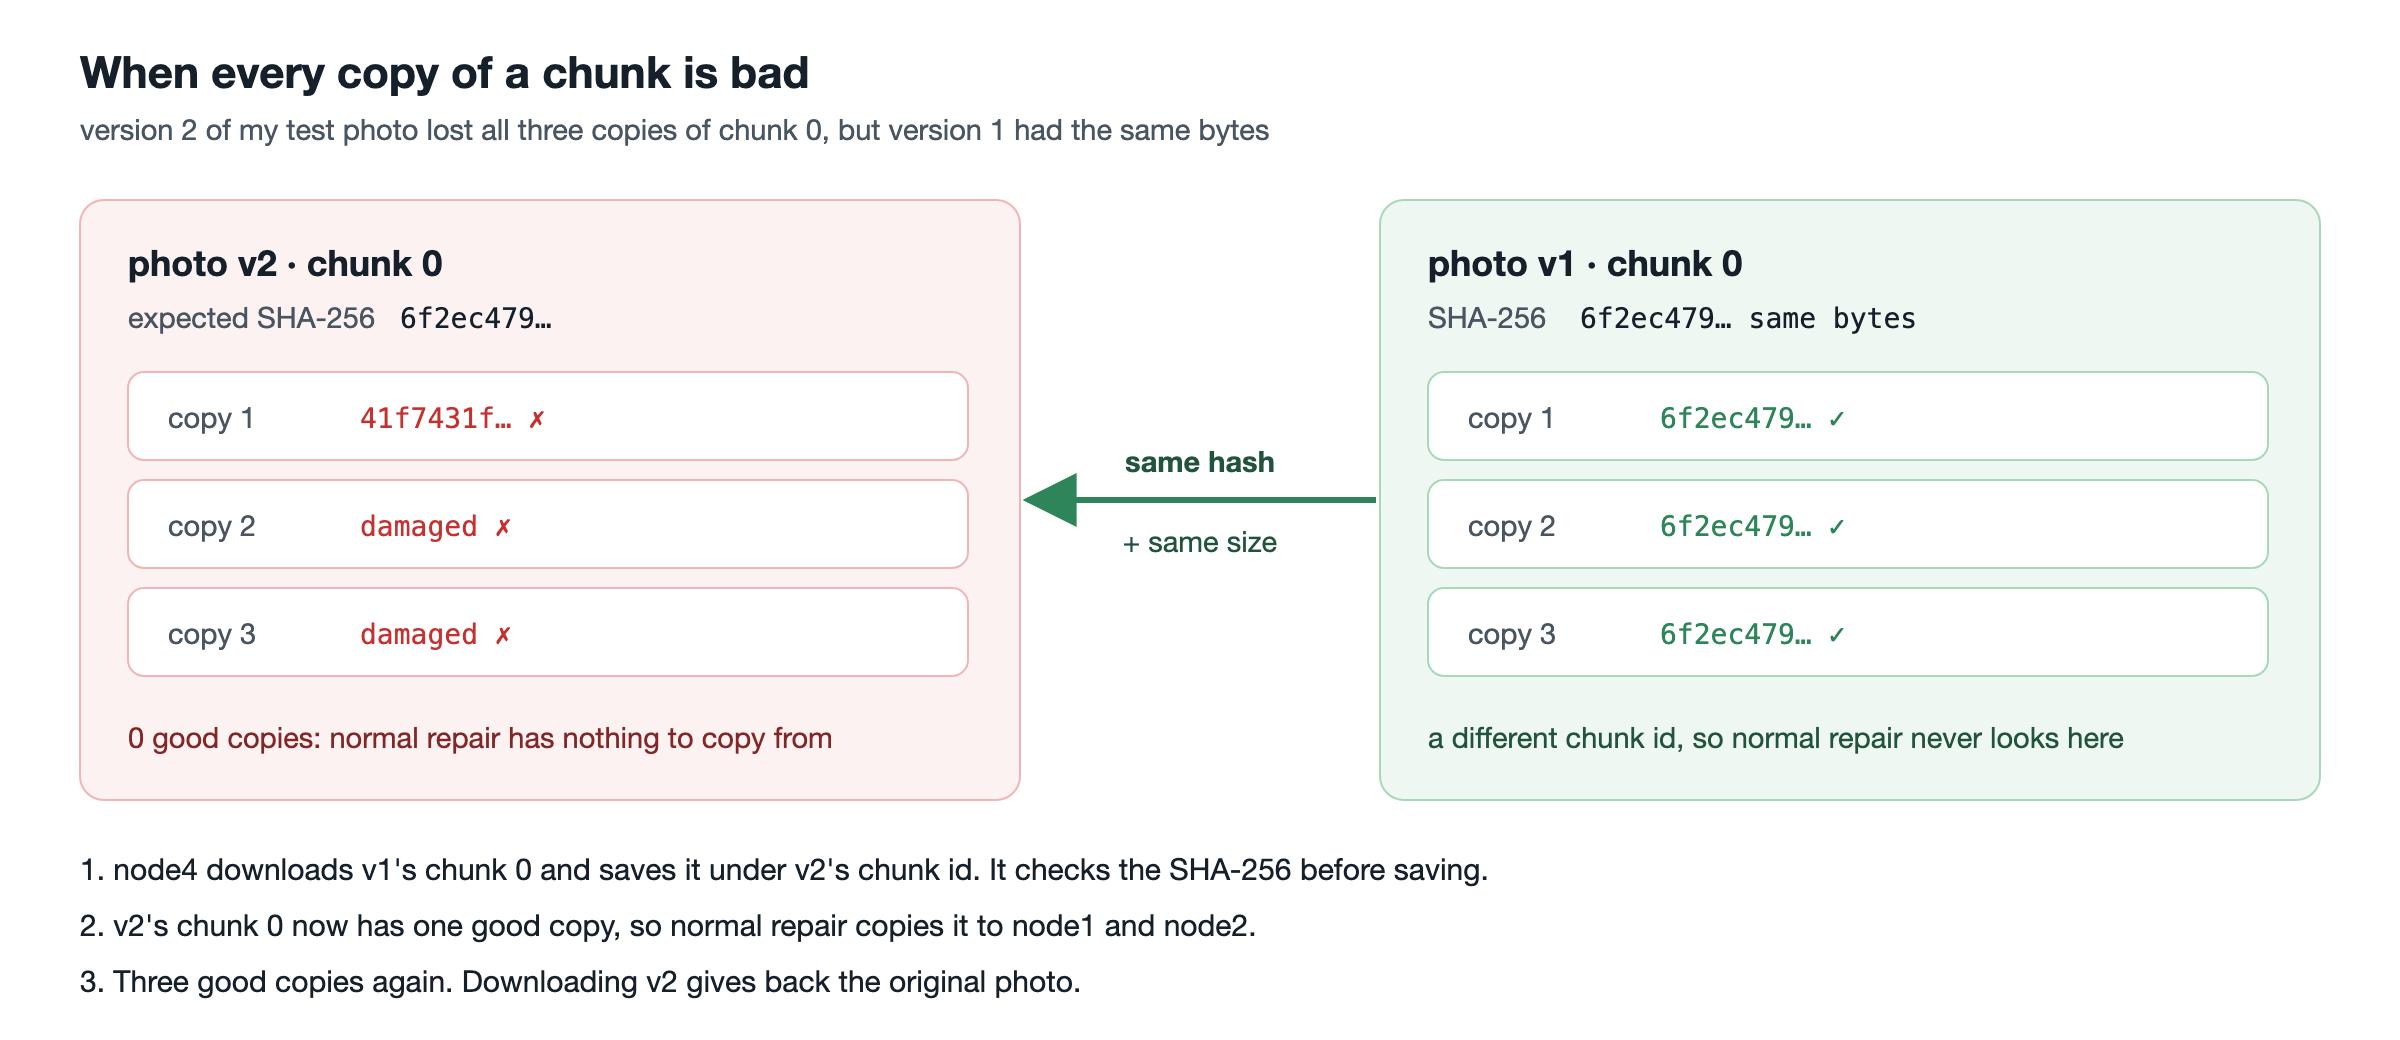 When every copy of a chunk is bad
version 2 of my test photo lost all three copies of chunk 0, but version 1 had the same bytes
photo v2 · chunk 0
expected SHA-256 6f2ec479…
copy 1 41f7431f… ✗
copy 2 damaged ✗
copy 3 damaged ✗
0 good copies: normal repair has nothing to copy from
same hash
+ same size
photo v1 · chunk 0
SHA-256 6f2ec479… same bytes
copy 1 6f2ec479… ✓
copy 2 6f2ec479… ✓
copy 3 6f2ec479… ✓
a different chunk id, so normal repair never looks here
1. node4 downloads v1's chunk 0 and saves it under v2's chunk id. It checks the SHA-256 before saving.
2. v2's chunk 0 now has one good copy, so normal repair copies it to node1 and node2.
3. Three good copies again. Downloading v2 gives back the original photo.